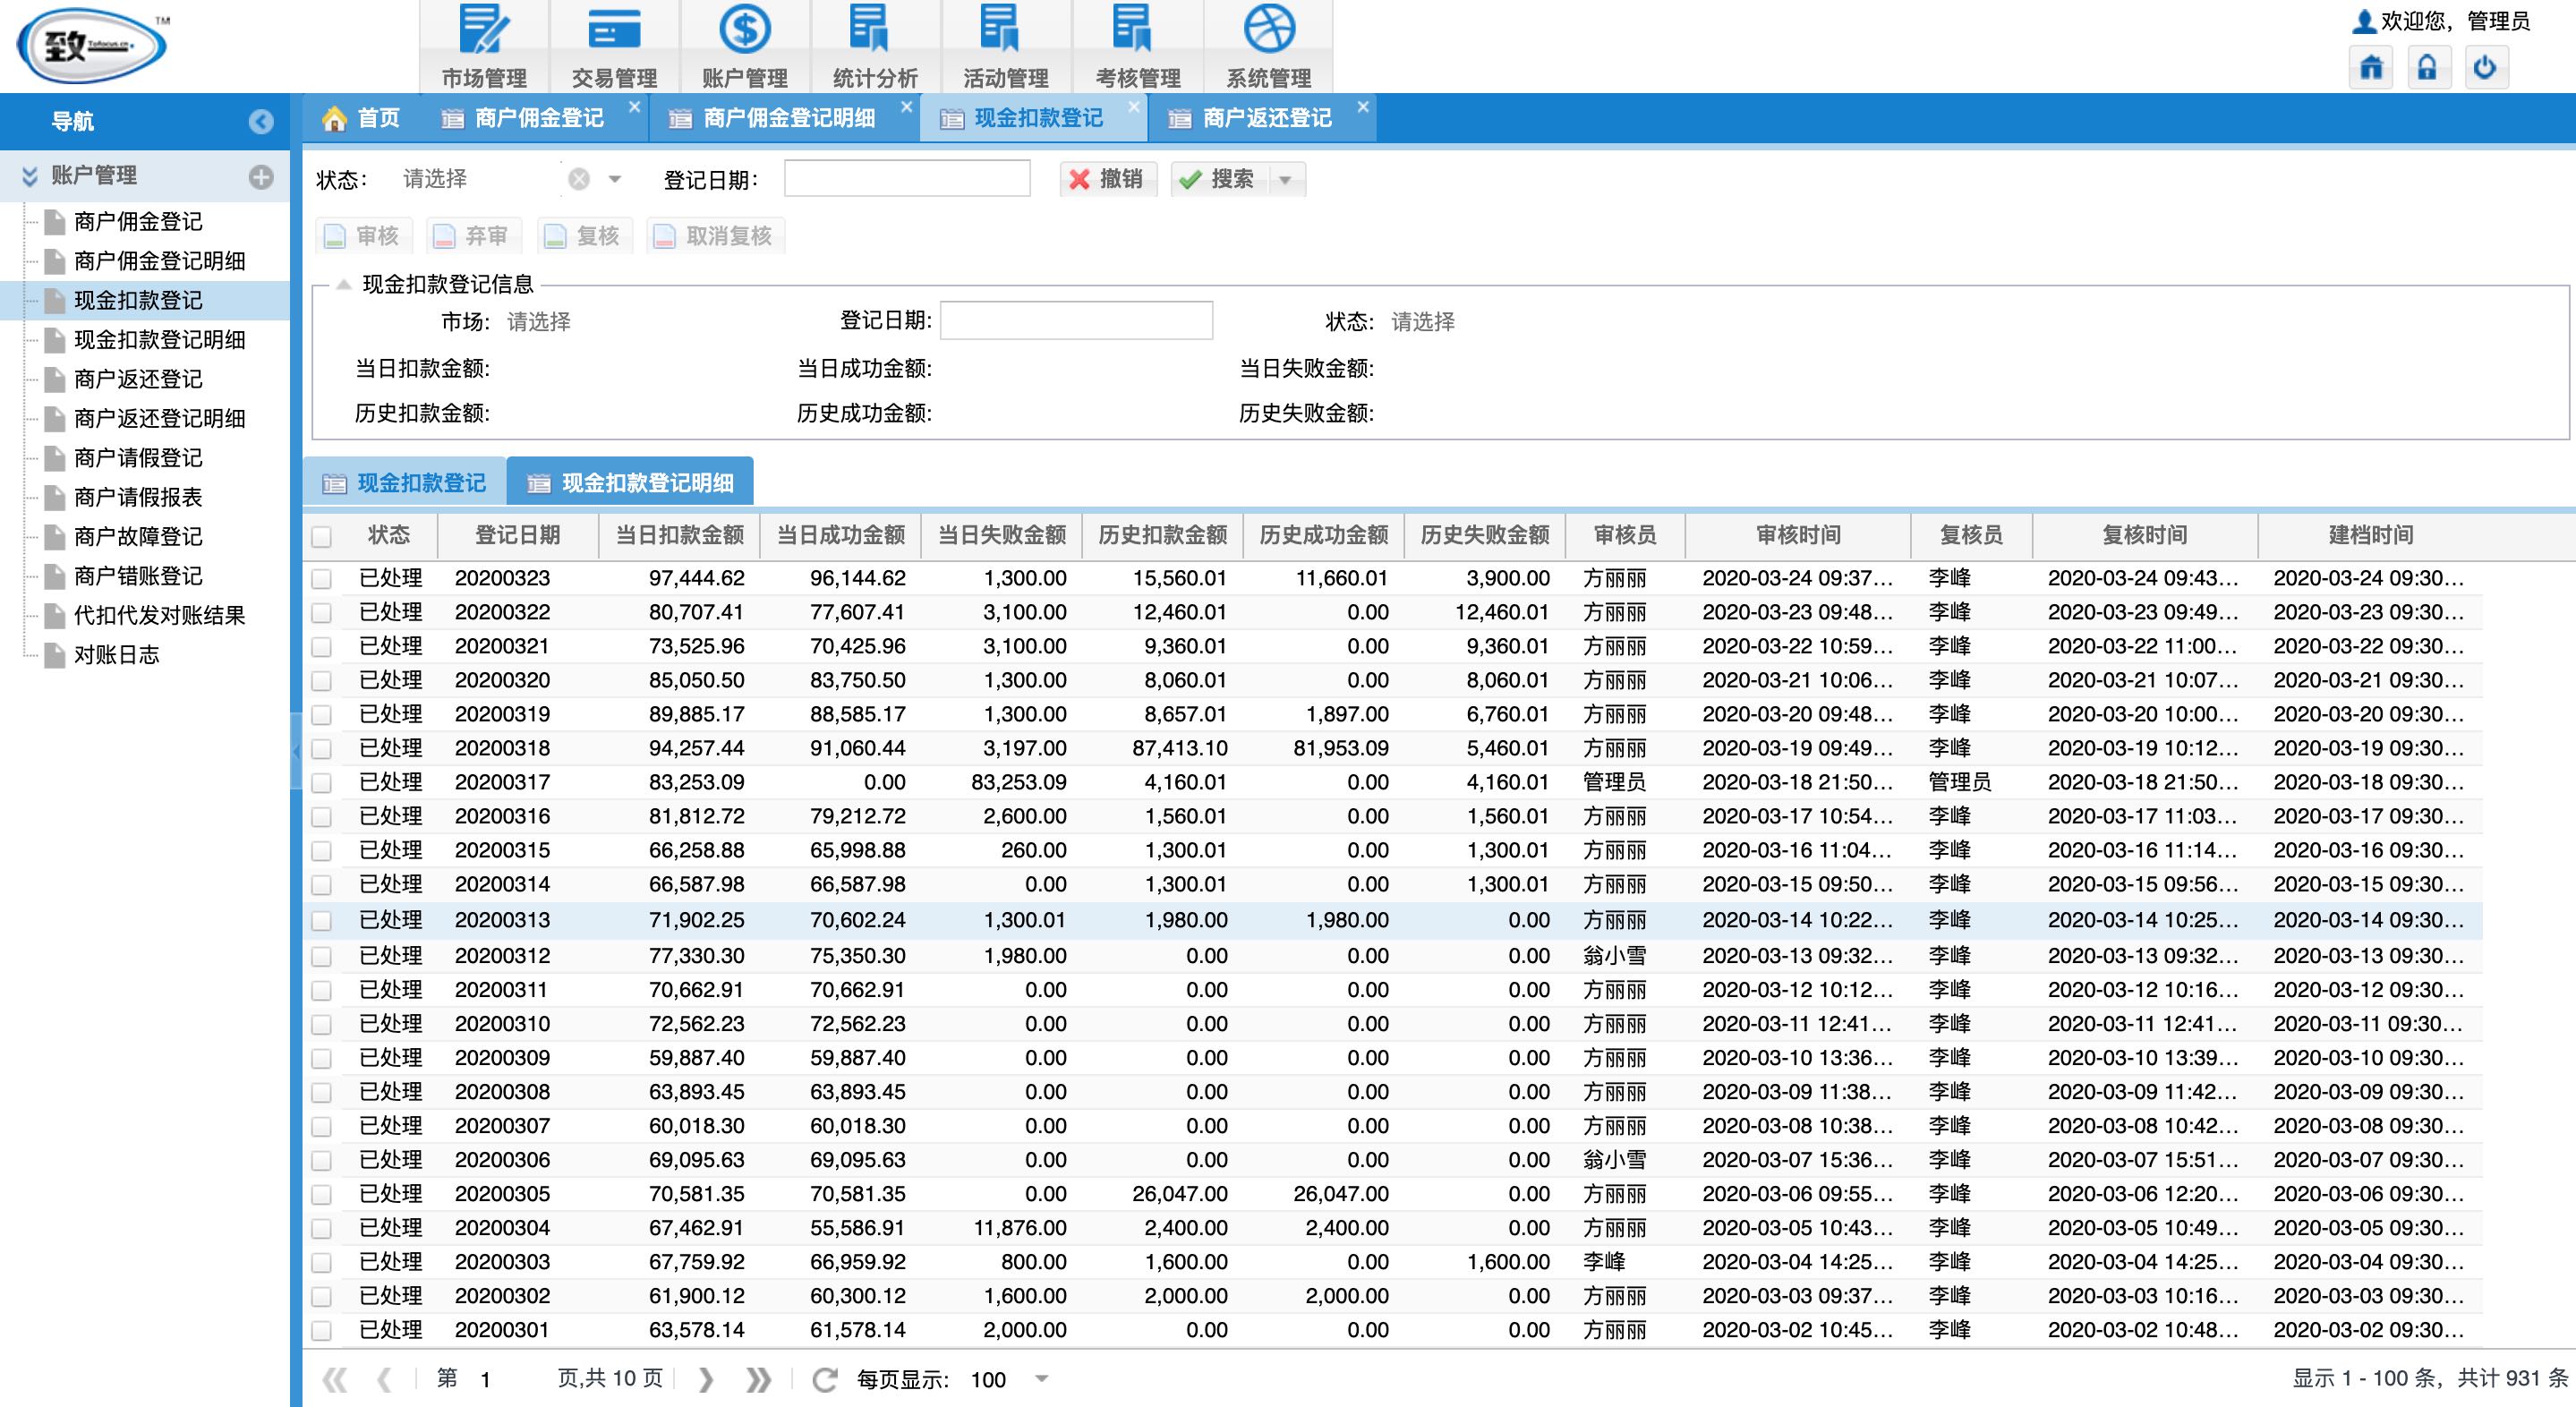 致 Tofocus.cn TM
市场管理 交易管理 账户管理 统计分析 活动管理 考核管理 系统管理
欢迎您，管理员
导航
首页 商户佣金登记 商户佣金登记明细 现金扣款登记 商户返还登记
账户管理
商户佣金登记
商户佣金登记明细
现金扣款登记
现金扣款登记明细
商户返还登记
商户返还登记明细
商户请假登记
商户请假报表
商户故障登记
商户错账登记
代扣代发对账结果
对账日志
状态： 请选择 登记日期： 撤销 搜索
审核 弃审 复核 取消复核
现金扣款登记信息
市场: 请选择 登记日期: 状态: 请选择
当日扣款金额: 当日成功金额: 当日失败金额:
历史扣款金额: 历史成功金额: 历史失败金额:
现金扣款登记 现金扣款登记明细
状态 登记日期 当日扣款金额 当日成功金额 当日失败金额 历史扣款金额 历史成功金额 历史失败金额 审核员 审核时间 复核员 复核时间 建档时间
已处理 20200323 97,444.62 96,144.62 1,300.00 15,560.01 11,660.01 3,900.00 方丽丽 2020-03-24 09:37... 李峰 2020-03-24 09:43... 2020-03-24 09:30...
已处理 20200322 80,707.41 77,607.41 3,100.00 12,460.01 0.00 12,460.01 方丽丽 2020-03-23 09:48... 李峰 2020-03-23 09:49... 2020-03-23 09:30...
已处理 20200321 73,525.96 70,425.96 3,100.00 9,360.01 0.00 9,360.01 方丽丽 2020-03-22 10:59... 李峰 2020-03-22 11:00... 2020-03-22 09:30...
已处理 20200320 85,050.50 83,750.50 1,300.00 8,060.01 0.00 8,060.01 方丽丽 2020-03-21 10:06... 李峰 2020-03-21 10:07... 2020-03-21 09:30...
已处理 20200319 89,885.17 88,585.17 1,300.00 8,657.01 1,897.00 6,760.01 方丽丽 2020-03-20 09:48... 李峰 2020-03-20 10:00... 2020-03-20 09:30...
已处理 20200318 94,257.44 91,060.44 3,197.00 87,413.10 81,953.09 5,460.01 方丽丽 2020-03-19 09:49... 李峰 2020-03-19 10:12... 2020-03-19 09:30...
已处理 20200317 83,253.09 0.00 83,253.09 4,160.01 0.00 4,160.01 管理员 2020-03-18 21:50... 管理员 2020-03-18 21:50... 2020-03-18 09:30...
已处理 20200316 81,812.72 79,212.72 2,600.00 1,560.01 0.00 1,560.01 方丽丽 2020-03-17 10:54... 李峰 2020-03-17 11:03... 2020-03-17 09:30...
已处理 20200315 66,258.88 65,998.88 260.00 1,300.01 0.00 1,300.01 方丽丽 2020-03-16 11:04... 李峰 2020-03-16 11:14... 2020-03-16 09:30...
已处理 20200314 66,587.98 66,587.98 0.00 1,300.01 0.00 1,300.01 方丽丽 2020-03-15 09:50... 李峰 2020-03-15 09:56... 2020-03-15 09:30...
已处理 20200313 71,902.25 70,602.24 1,300.01 1,980.00 1,980.00 0.00 方丽丽 2020-03-14 10:22... 李峰 2020-03-14 10:25... 2020-03-14 09:30...
已处理 20200312 77,330.30 75,350.30 1,980.00 0.00 0.00 0.00 翁小雪 2020-03-13 09:32... 李峰 2020-03-13 09:32... 2020-03-13 09:30...
已处理 20200311 70,662.91 70,662.91 0.00 0.00 0.00 0.00 方丽丽 2020-03-12 10:12... 李峰 2020-03-12 10:16... 2020-03-12 09:30...
已处理 20200310 72,562.23 72,562.23 0.00 0.00 0.00 0.00 方丽丽 2020-03-11 12:41... 李峰 2020-03-11 12:41... 2020-03-11 09:30...
已处理 20200309 59,887.40 59,887.40 0.00 0.00 0.00 0.00 方丽丽 2020-03-10 13:36... 李峰 2020-03-10 13:39... 2020-03-10 09:30...
已处理 20200308 63,893.45 63,893.45 0.00 0.00 0.00 0.00 方丽丽 2020-03-09 11:38... 李峰 2020-03-09 11:42... 2020-03-09 09:30...
已处理 20200307 60,018.30 60,018.30 0.00 0.00 0.00 0.00 方丽丽 2020-03-08 10:38... 李峰 2020-03-08 10:42... 2020-03-08 09:30...
已处理 20200306 69,095.63 69,095.63 0.00 0.00 0.00 0.00 翁小雪 2020-03-07 15:36... 李峰 2020-03-07 15:51... 2020-03-07 09:30...
已处理 20200305 70,581.35 70,581.35 0.00 26,047.00 26,047.00 0.00 方丽丽 2020-03-06 09:55... 李峰 2020-03-06 12:20... 2020-03-06 09:30...
已处理 20200304 67,462.91 55,586.91 11,876.00 2,400.00 2,400.00 0.00 方丽丽 2020-03-05 10:43... 李峰 2020-03-05 10:49... 2020-03-05 09:30...
已处理 20200303 67,759.92 66,959.92 800.00 1,600.00 0.00 1,600.00 李峰 2020-03-04 14:25... 李峰 2020-03-04 14:25... 2020-03-04 09:30...
已处理 20200302 61,900.12 60,300.12 1,600.00 2,000.00 2,000.00 0.00 方丽丽 2020-03-03 09:37... 李峰 2020-03-03 10:16... 2020-03-03 09:30...
已处理 20200301 63,578.14 61,578.14 2,000.00 0.00 0.00 0.00 方丽丽 2020-03-02 10:45... 李峰 2020-03-02 10:48... 2020-03-02 09:30...
第 1 页,共 10 页 每页显示: 100 显示 1 - 100 条，共计 931 条